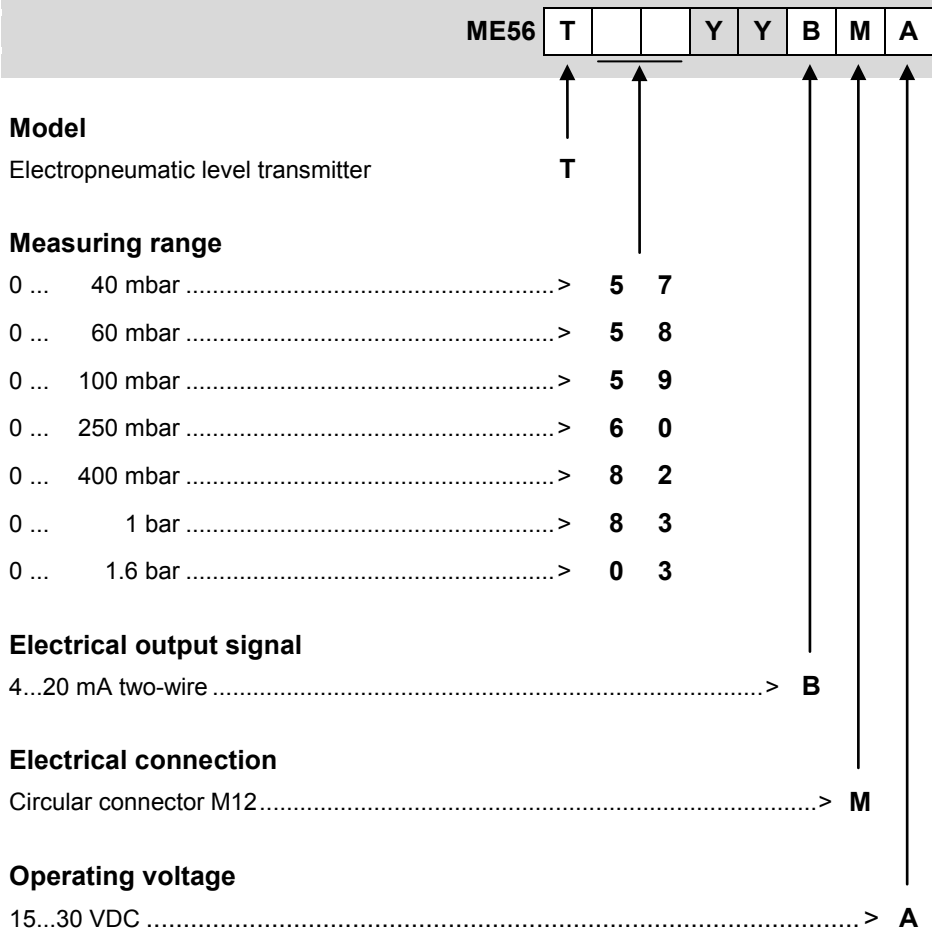 ME56 T Y Y B M A
Model
Electropneumatic level transmitter T
Measuring range
0 ... 40 mbar ....................................................> 5 7
0 ... 60 mbar ....................................................> 5 8
0 ... 100 mbar ....................................................> 5 9
0 ... 250 mbar ....................................................> 6 0
0 ... 400 mbar ....................................................> 8 2
0 ... 1 bar ....................................................> 8 3
0 ... 1.6 bar ....................................................> 0 3
Electrical output signal
4...20 mA two-wire ..............................................................................> B
Electrical connection
Circular connector M12..............................................................................> M
Operating voltage
15...30 VDC ....................................................................................................> A